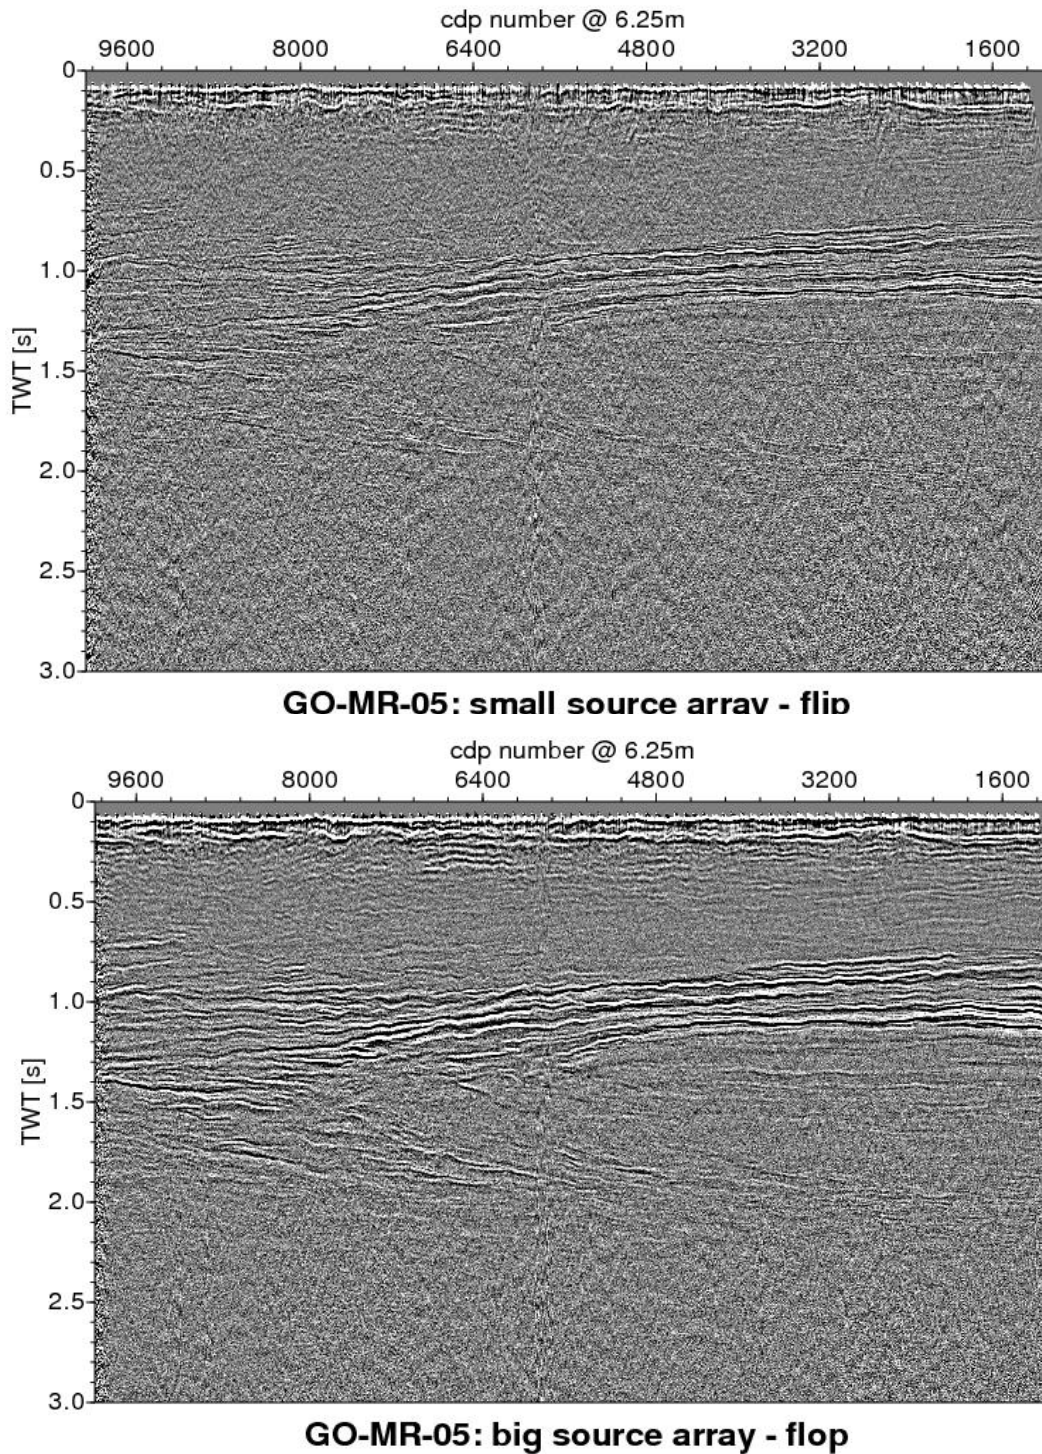 cdp number @ 6.25m
9600 8000 6400 4800 3200 1600
0
0.5
1.0
TWT [s]
1.5
2.0
2.5
3.0
GO-MR-05: small source array - flip
cdp number @ 6.25m
9600 8000 6400 4800 3200 1600
0
0.5
1.0
TWT [s]
1.5
2.0
2.5
3.0
GO-MR-05: big source array - flop